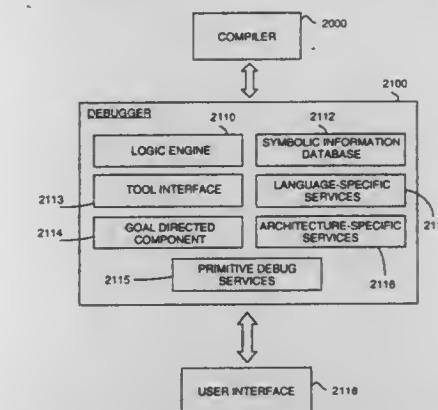 COMPILER
2000
2100
DEBUGGER
2110
2112
LOGIC ENGINE
SYMBOLIC INFORMATION
DATABASE
2113
TOOL INTERFACE
LANGUAGE-SPECIFIC
SERVICES
2114
GOAL DIRECTED
COMPONENT
ARCHITECTURE-SPECIFIC
SERVICES
2115
PRIMITIVE DEBUG
SERVICES
2116
USER INTERFACE
2118